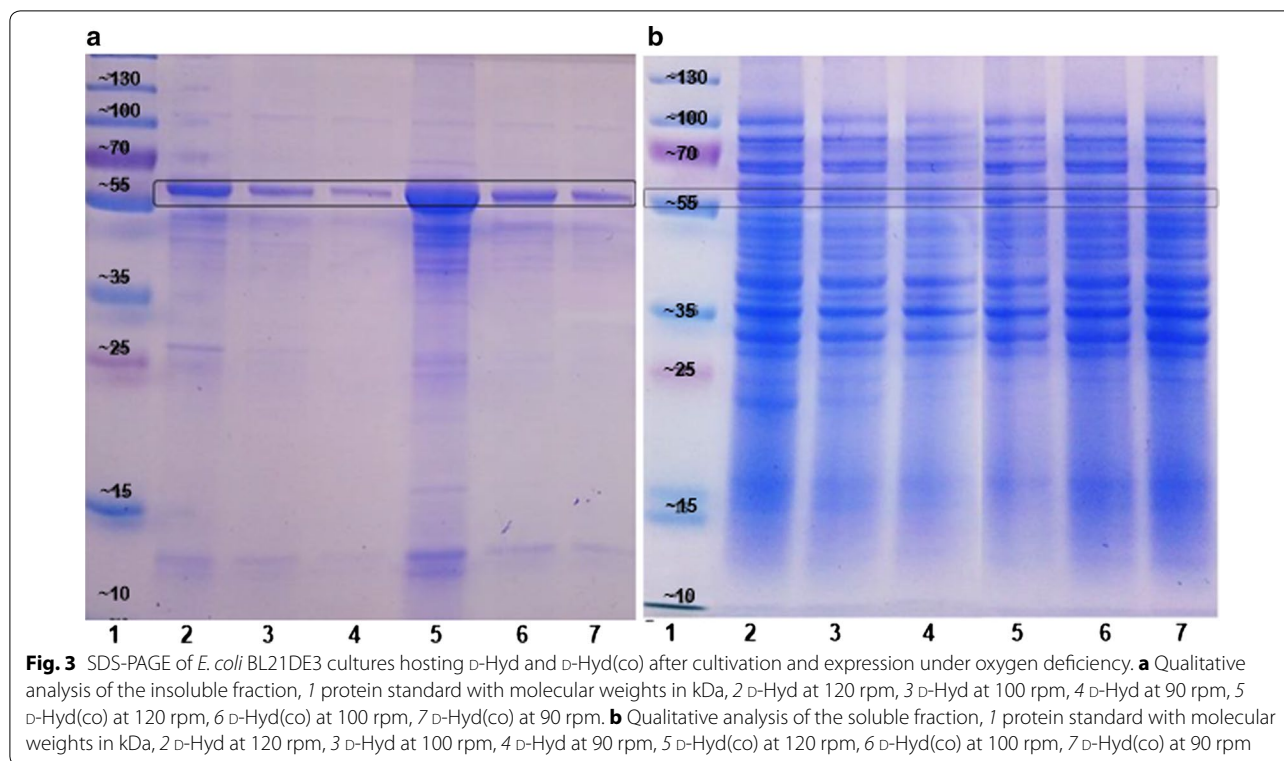 a
~130
~100
~70
~55
~35
~25
~15
~10
1 2 3 4 5 6 7
b
~130
~100
~70
~55
~35
~25
~15
~10
1 2 3 4 5 6 7
Fig. 3 SDS-PAGE of E. coli BL21DE3 cultures hosting D-Hyd and D-Hyd(co) after cultivation and expression under oxygen deficiency. a Qualitative
analysis of the insoluble fraction, 1 protein standard with molecular weights in kDa, 2 D-Hyd at 120 rpm, 3 D-Hyd at 100 rpm, 4 D-Hyd at 90 rpm, 5
D-Hyd(co) at 120 rpm, 6 D-Hyd(co) at 100 rpm, 7 D-Hyd(co) at 90 rpm. b Qualitative analysis of the soluble fraction, 1 protein standard with molecular
weights in kDa, 2 D-Hyd at 120 rpm, 3 D-Hyd at 100 rpm, 4 D-Hyd at 90 rpm, 5 D-Hyd(co) at 120 rpm, 6 D-Hyd(co) at 100 rpm, 7 D-Hyd(co) at 90 rpm